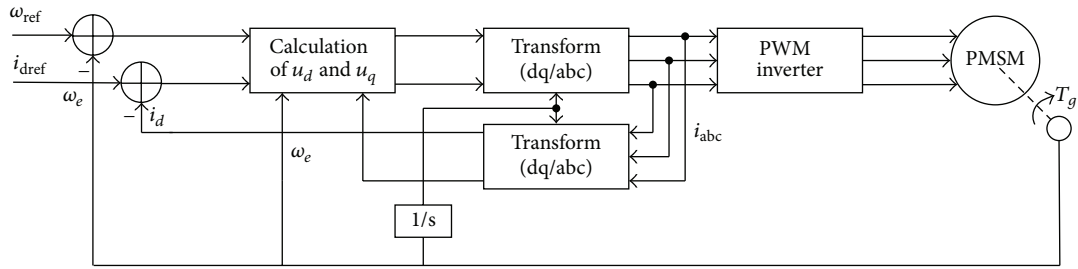 ω_ref
−
i_dref
ω_e
−
i_d
Calculation
of u_d and u_q
ω_e
Transform
(dq/abc)
Transform
(dq/abc)
1/s
i_abc
PWM
inverter
PMSM
T_g